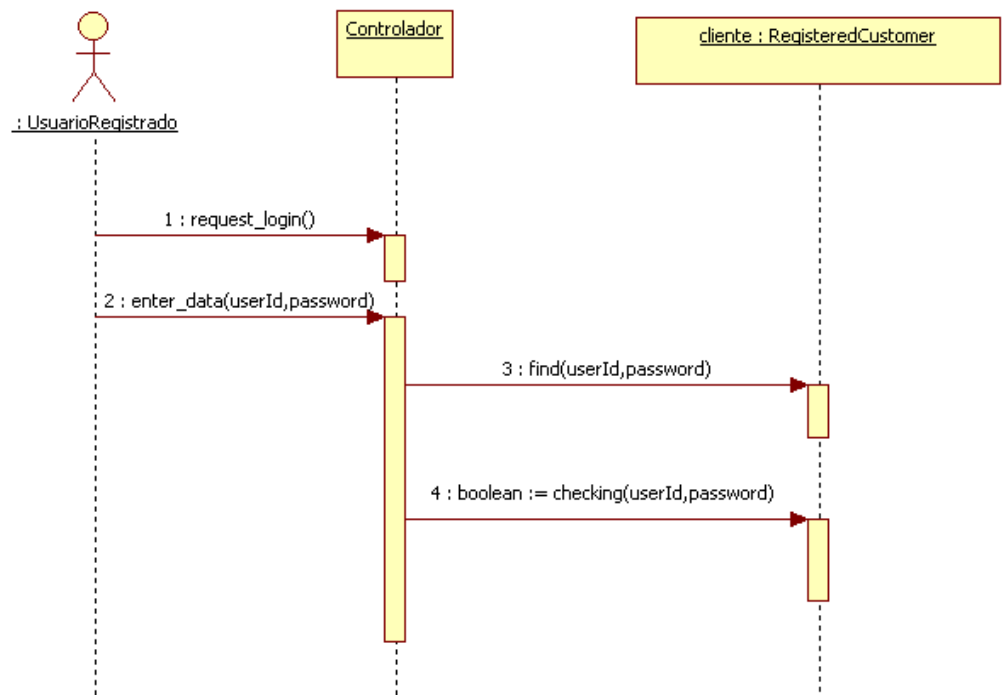 Controlador
cliente : RegisteredCustomer
: UsuarioRegistrado
1 : request_login()
2 : enter_data(userId,password)
3 : find(userId,password)
4 : boolean := checking(userId,password)